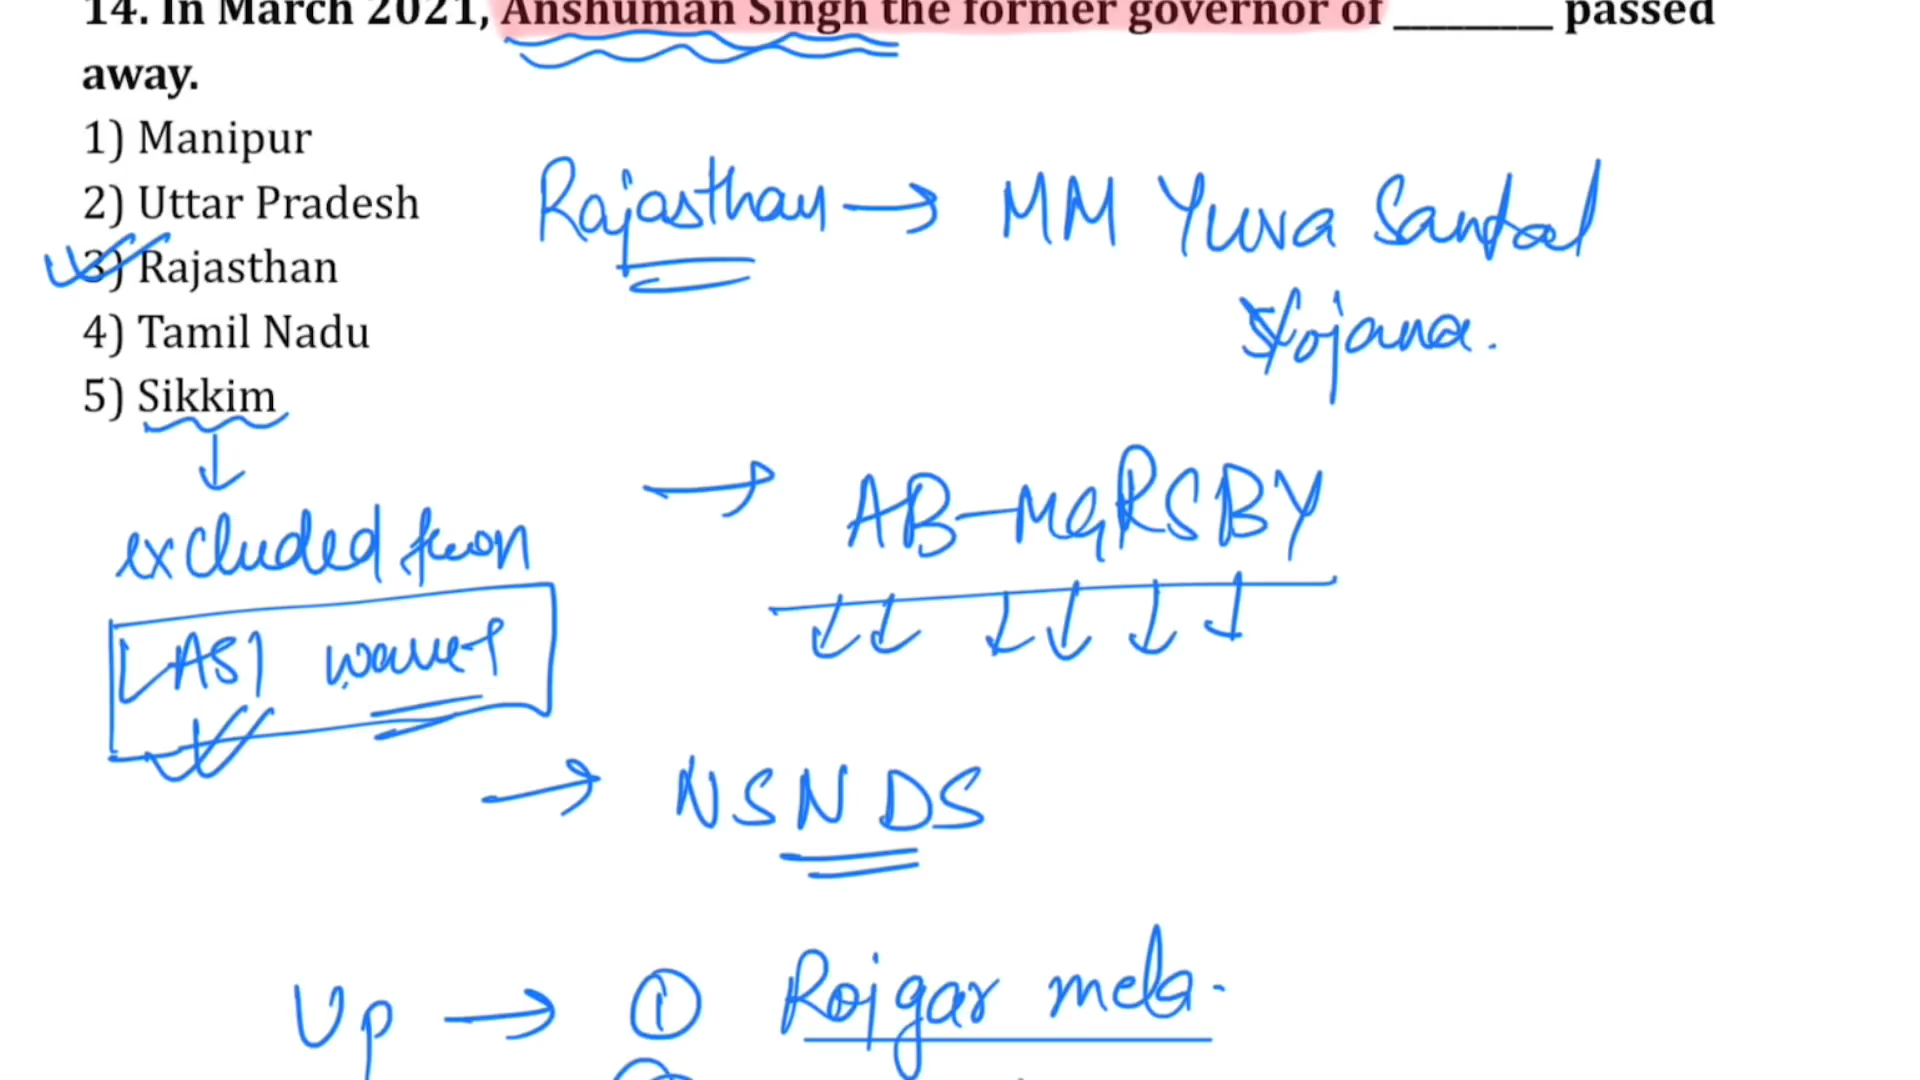 14. In March 2021, Anshuman Singh the former governor of ________ passed
away.
1) Manipur
2) Uttar Pradesh
3) Rajasthan
4) Tamil Nadu
5) Sikkim
Rajasthan → MM Yuva Sambal
Yojana.
↓
excluded from
→ AB-MGRSBY
→ NSNDS
UP → ① Rojgar mela.